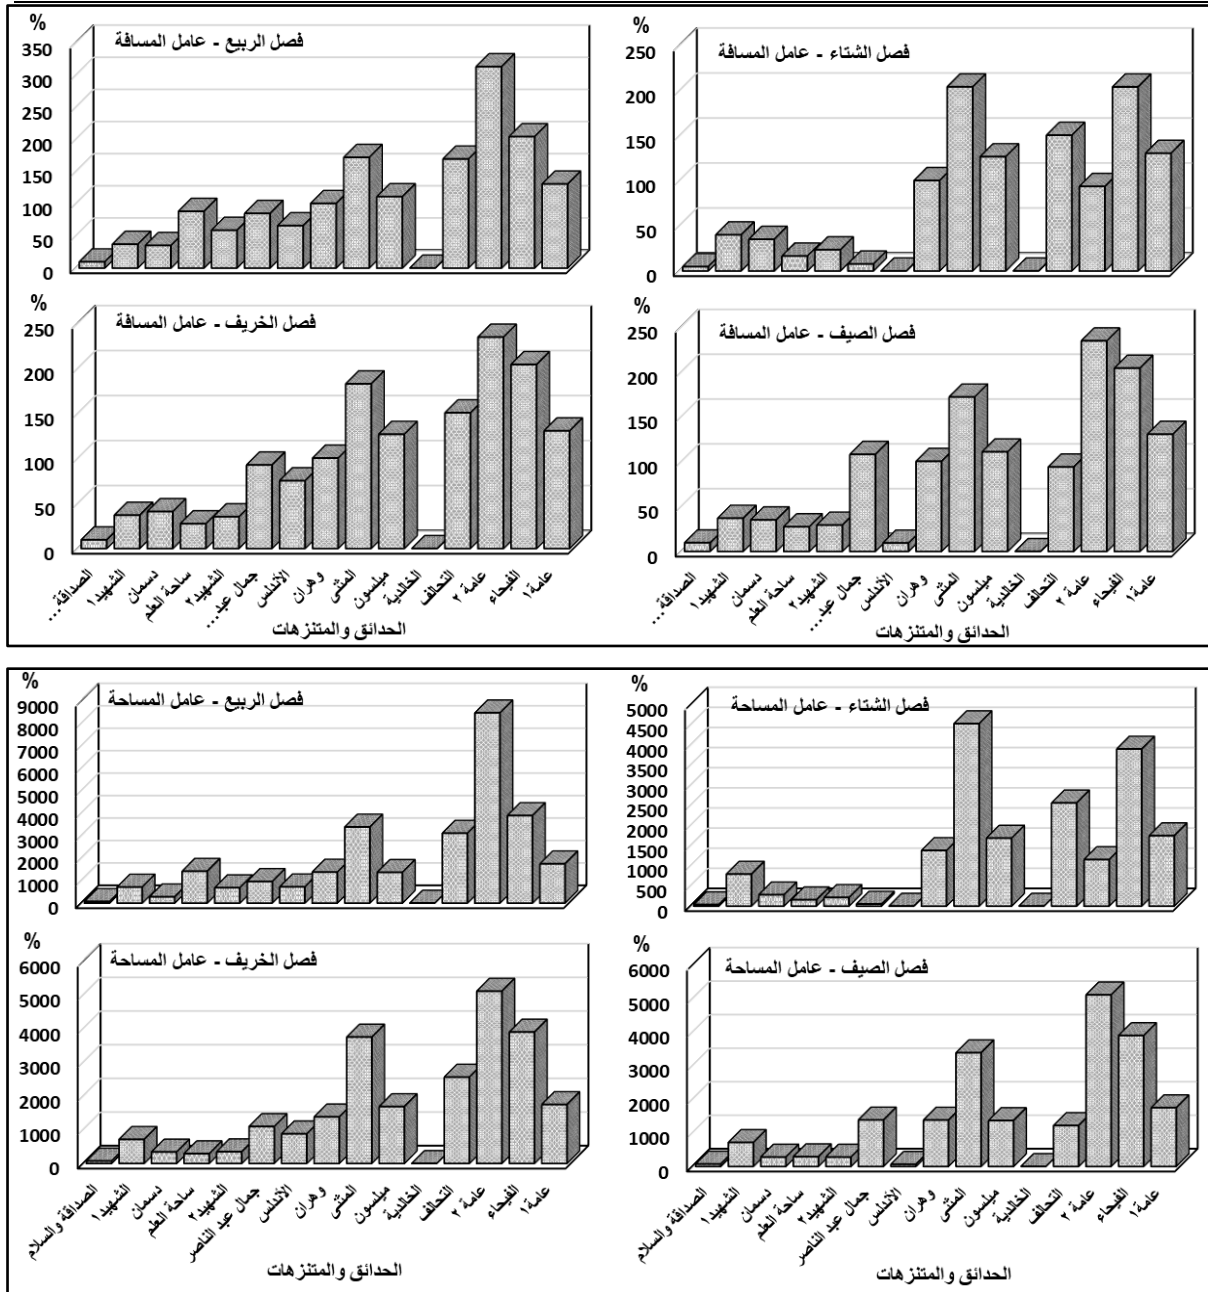 فصل الشتاء - عامل المسافة
%
250
200
150
100
50
0
فصل الربيع - عامل المسافة
%
350
300
250
200
150
100
50
0
فصل الصيف - عامل المسافة
%
250
200
150
100
50
0
الصداقة...
الشهيد١
دسمان
ساحة العلم
الشهيد٢
جمال عبد...
الأندلس
وهران
المثنى
ميلسون
الخالدية
التحالف
عامة ٢
الفيحاء
عامة١
الحدائق والمتنزهات
فصل الخريف - عامل المسافة
%
250
200
150
100
50
0
الصداقة...
الشهيد١
دسمان
ساحة العلم
الشهيد٢
جمال عبد...
الأندلس
وهران
المثنى
ميلسون
الخالدية
التحالف
عامة ٢
الفيحاء
عامة١
الحدائق والمتنزهات
فصل الشتاء - عامل المساحة
%
5000
4500
4000
3500
3000
2500
2000
1500
1000
500
0
فصل الربيع - عامل المساحة
%
9000
8000
7000
6000
5000
4000
3000
2000
1000
0
فصل الصيف - عامل المساحة
%
6000
5000
4000
3000
2000
1000
0
الصداقة والسلام
الشهيد١
دسمان
ساحة العلم
الشهيد٢
جمال عبد الناصر
الأندلس
وهران
المثنى
ميلسون
الخالدية
التحالف
عامة ٢
الفيحاء
عامة١
الحدائق والمتنزهات
فصل الخريف - عامل المساحة
%
6000
5000
4000
3000
2000
1000
0
الصداقة والسلام
الشهيد١
دسمان
ساحة العلم
الشهيد٢
جمال عبد الناصر
الأندلس
وهران
المثنى
ميلسون
الخالدية
التحالف
عامة ٢
الفيحاء
عامة١
الحدائق والمتنزهات